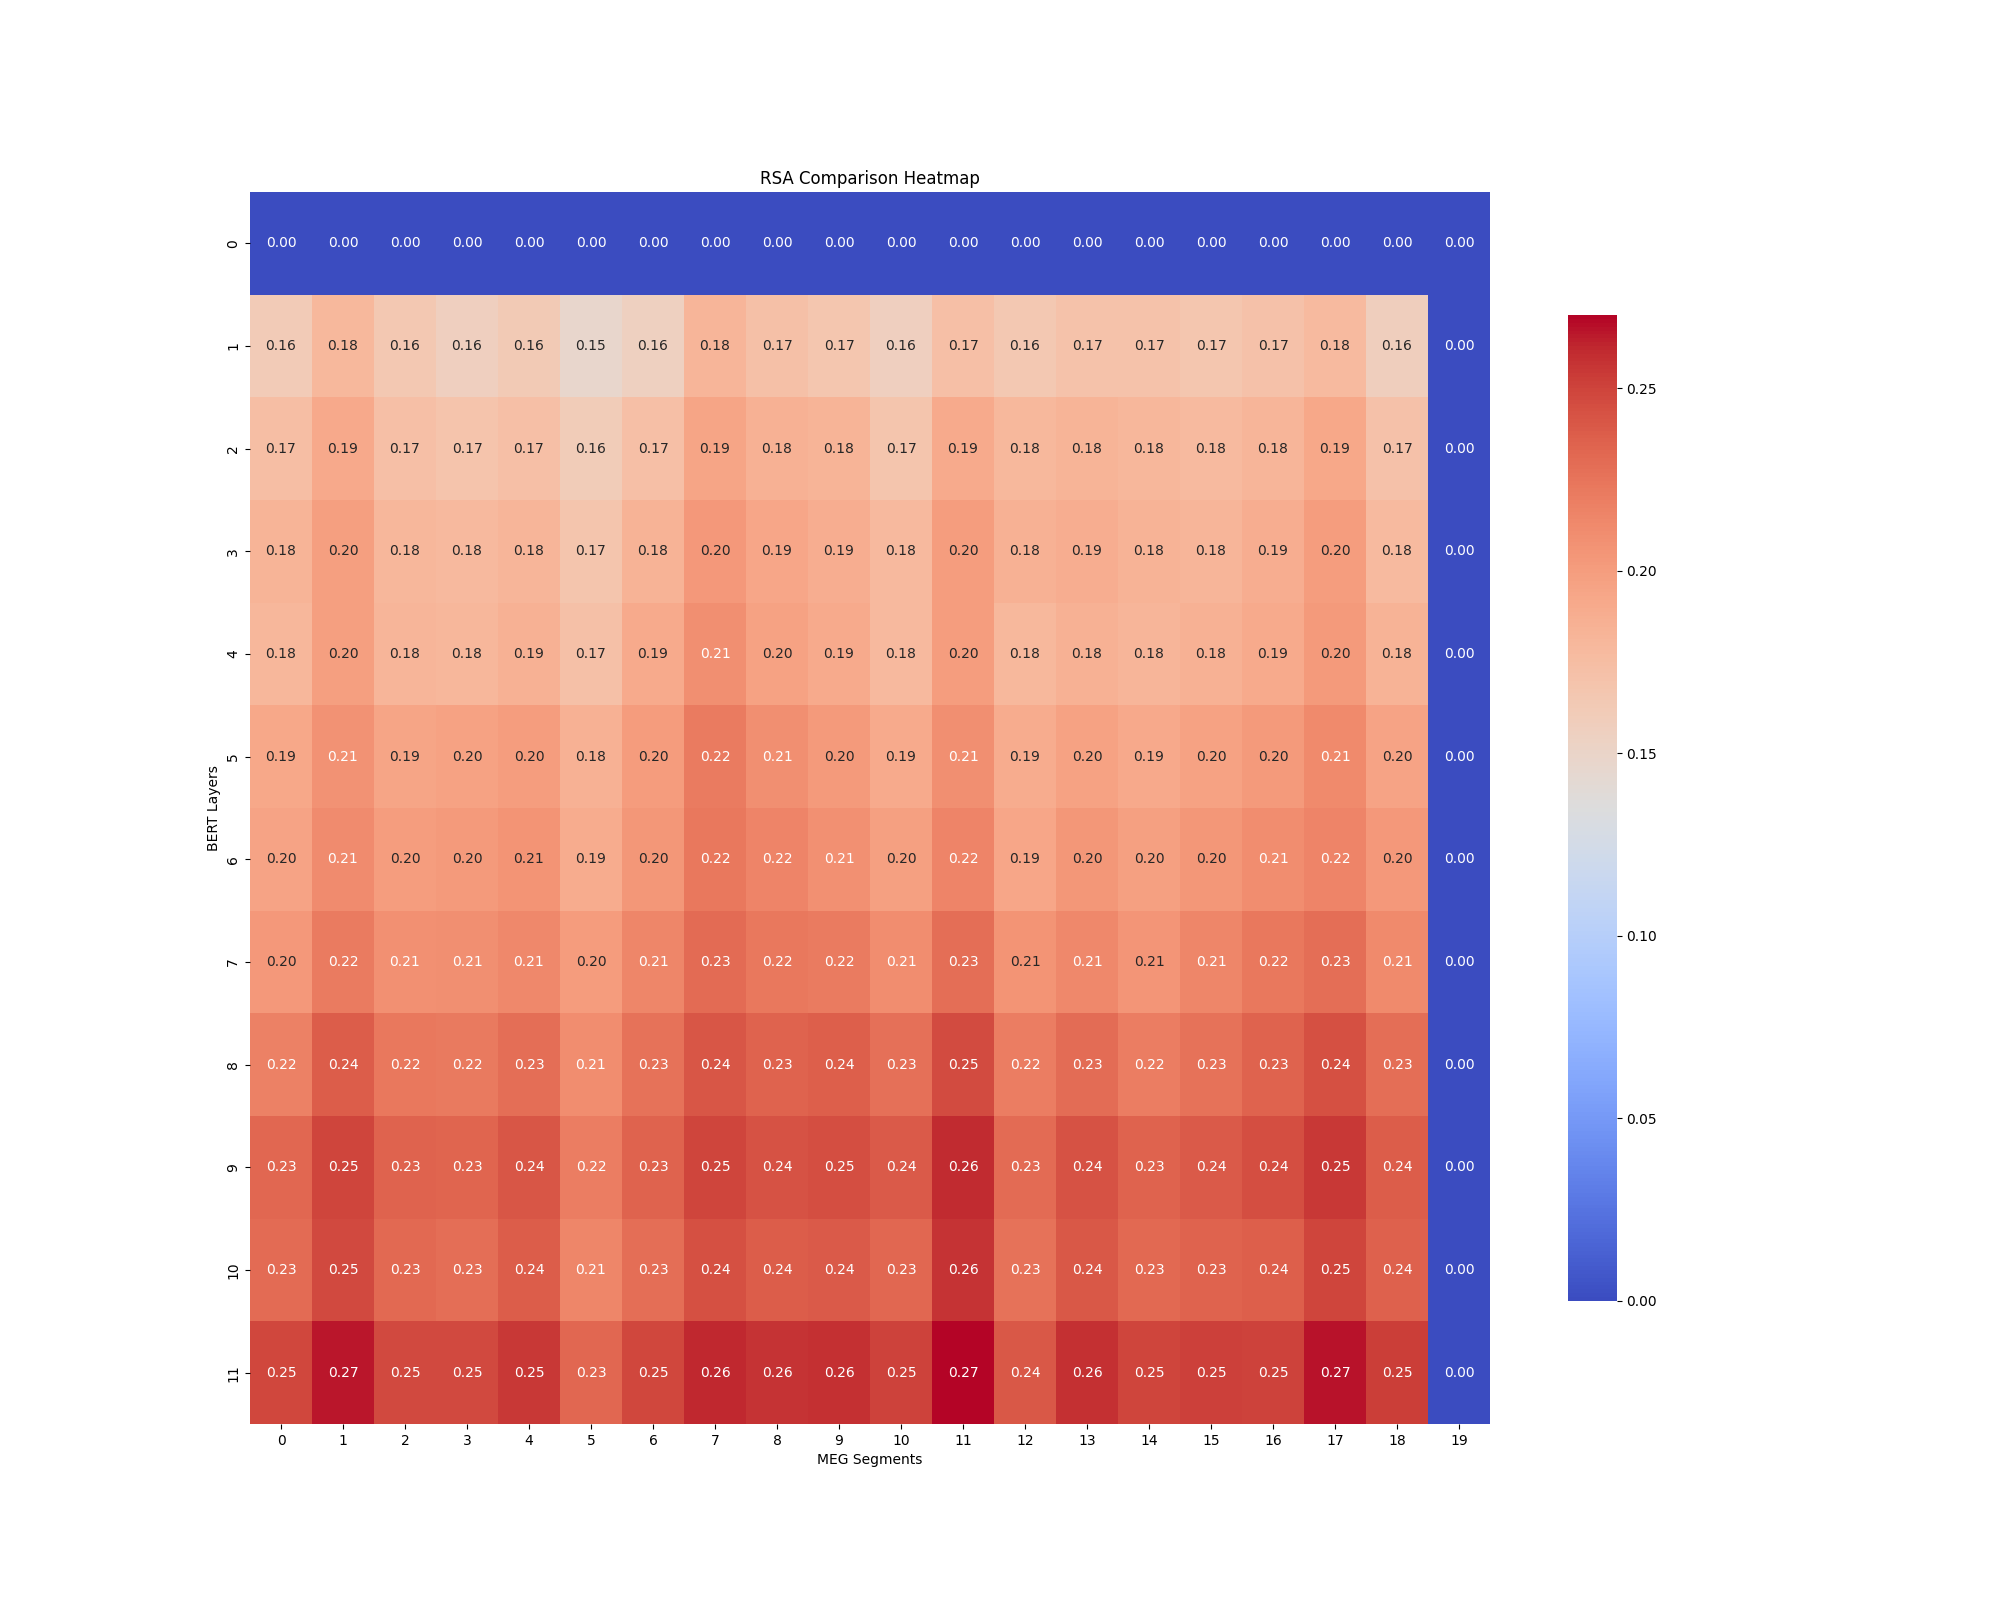 RSA Comparison Heatmap
0 0.00 0.00 0.00 0.00 0.00 0.00 0.00 0.00 0.00 0.00 0.00 0.00 0.00 0.00 0.00 0.00 0.00 0.00 0.00 0.00
1 0.16 0.18 0.16 0.16 0.16 0.15 0.16 0.18 0.17 0.17 0.16 0.17 0.16 0.17 0.17 0.17 0.17 0.18 0.16 0.00
2 0.17 0.19 0.17 0.17 0.17 0.16 0.17 0.19 0.18 0.18 0.17 0.19 0.18 0.18 0.18 0.18 0.18 0.19 0.17 0.00
3 0.18 0.20 0.18 0.18 0.18 0.17 0.18 0.20 0.19 0.19 0.18 0.20 0.18 0.19 0.18 0.18 0.19 0.20 0.18 0.00
4 0.18 0.20 0.18 0.18 0.19 0.17 0.19 0.21 0.20 0.19 0.18 0.20 0.18 0.18 0.18 0.18 0.19 0.20 0.18 0.00
5 0.19 0.21 0.19 0.20 0.20 0.18 0.20 0.22 0.21 0.20 0.19 0.21 0.19 0.20 0.19 0.20 0.20 0.21 0.20 0.00
6 0.20 0.21 0.20 0.20 0.21 0.19 0.20 0.22 0.22 0.21 0.20 0.22 0.19 0.20 0.20 0.20 0.21 0.22 0.20 0.00
7 0.20 0.22 0.21 0.21 0.21 0.20 0.21 0.23 0.22 0.22 0.21 0.23 0.21 0.21 0.21 0.21 0.22 0.23 0.21 0.00
8 0.22 0.24 0.22 0.22 0.23 0.21 0.23 0.24 0.23 0.24 0.23 0.25 0.22 0.23 0.22 0.23 0.23 0.24 0.23 0.00
9 0.23 0.25 0.23 0.23 0.24 0.22 0.23 0.25 0.24 0.25 0.24 0.26 0.23 0.24 0.23 0.24 0.24 0.25 0.24 0.00
10 0.23 0.25 0.23 0.23 0.24 0.21 0.23 0.24 0.24 0.24 0.23 0.26 0.23 0.24 0.23 0.23 0.24 0.25 0.24 0.00
11 0.25 0.27 0.25 0.25 0.25 0.23 0.25 0.26 0.26 0.26 0.25 0.27 0.24 0.26 0.25 0.25 0.25 0.27 0.25 0.00
0 1 2 3 4 5 6 7 8 9 10 11 12 13 14 15 16 17 18 19
MEG Segments
BERT Layers
0.25
0.20
0.15
0.10
0.05
0.00